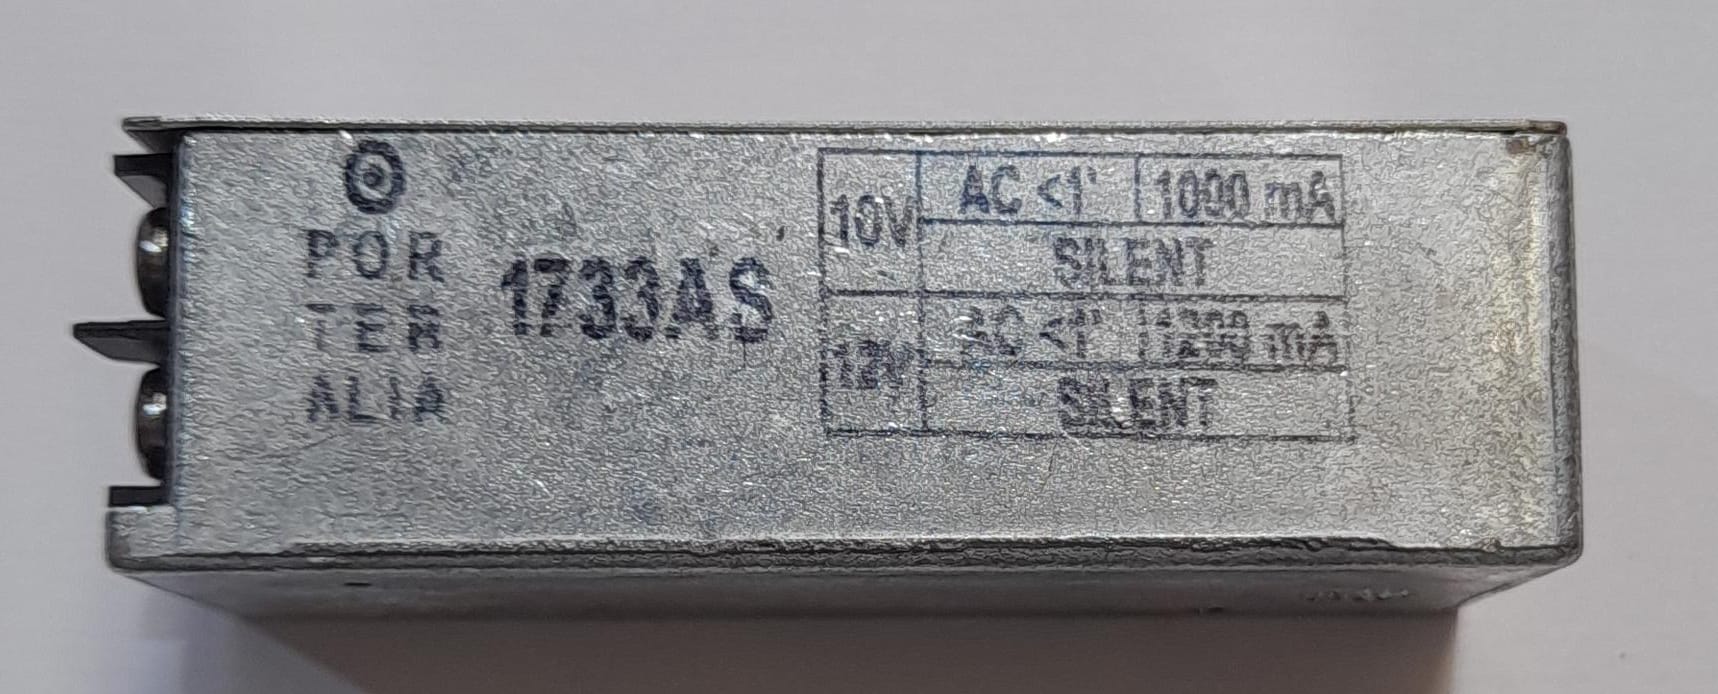 POR
TER
ALIA
1733AS
10V AC <1' 1000 mA
SILENT
12V AC <1' 1200 mA
SILENT